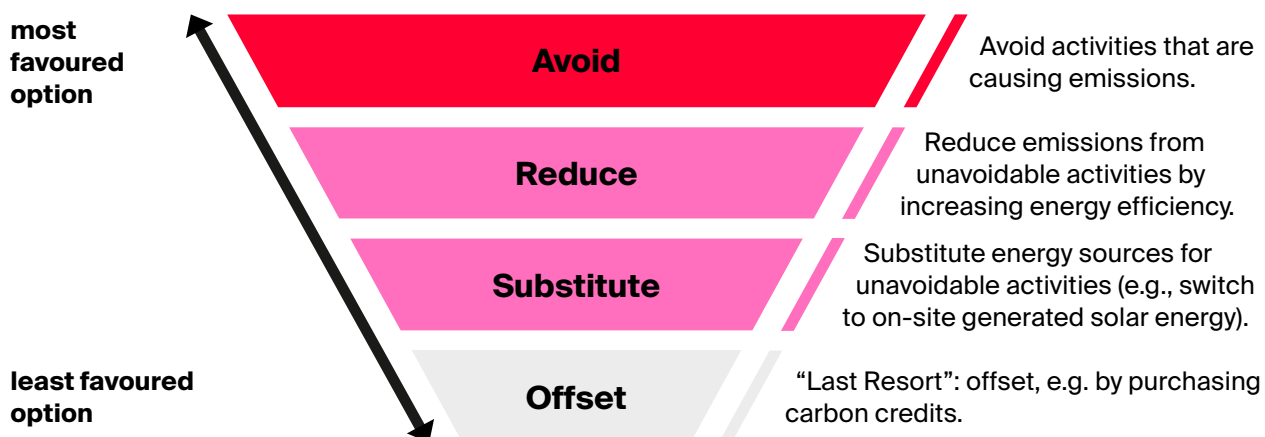 most
favoured
option
Avoid
Avoid activities that are
causing emissions.
Reduce
Reduce emissions from
unavoidable activities by
increasing energy efficiency.
Substitute
Substitute energy sources for
unavoidable activities (e.g., switch
to on-site generated solar energy).
least favoured
option
Offset
“Last Resort”: offset, e.g. by purchasing
carbon credits.